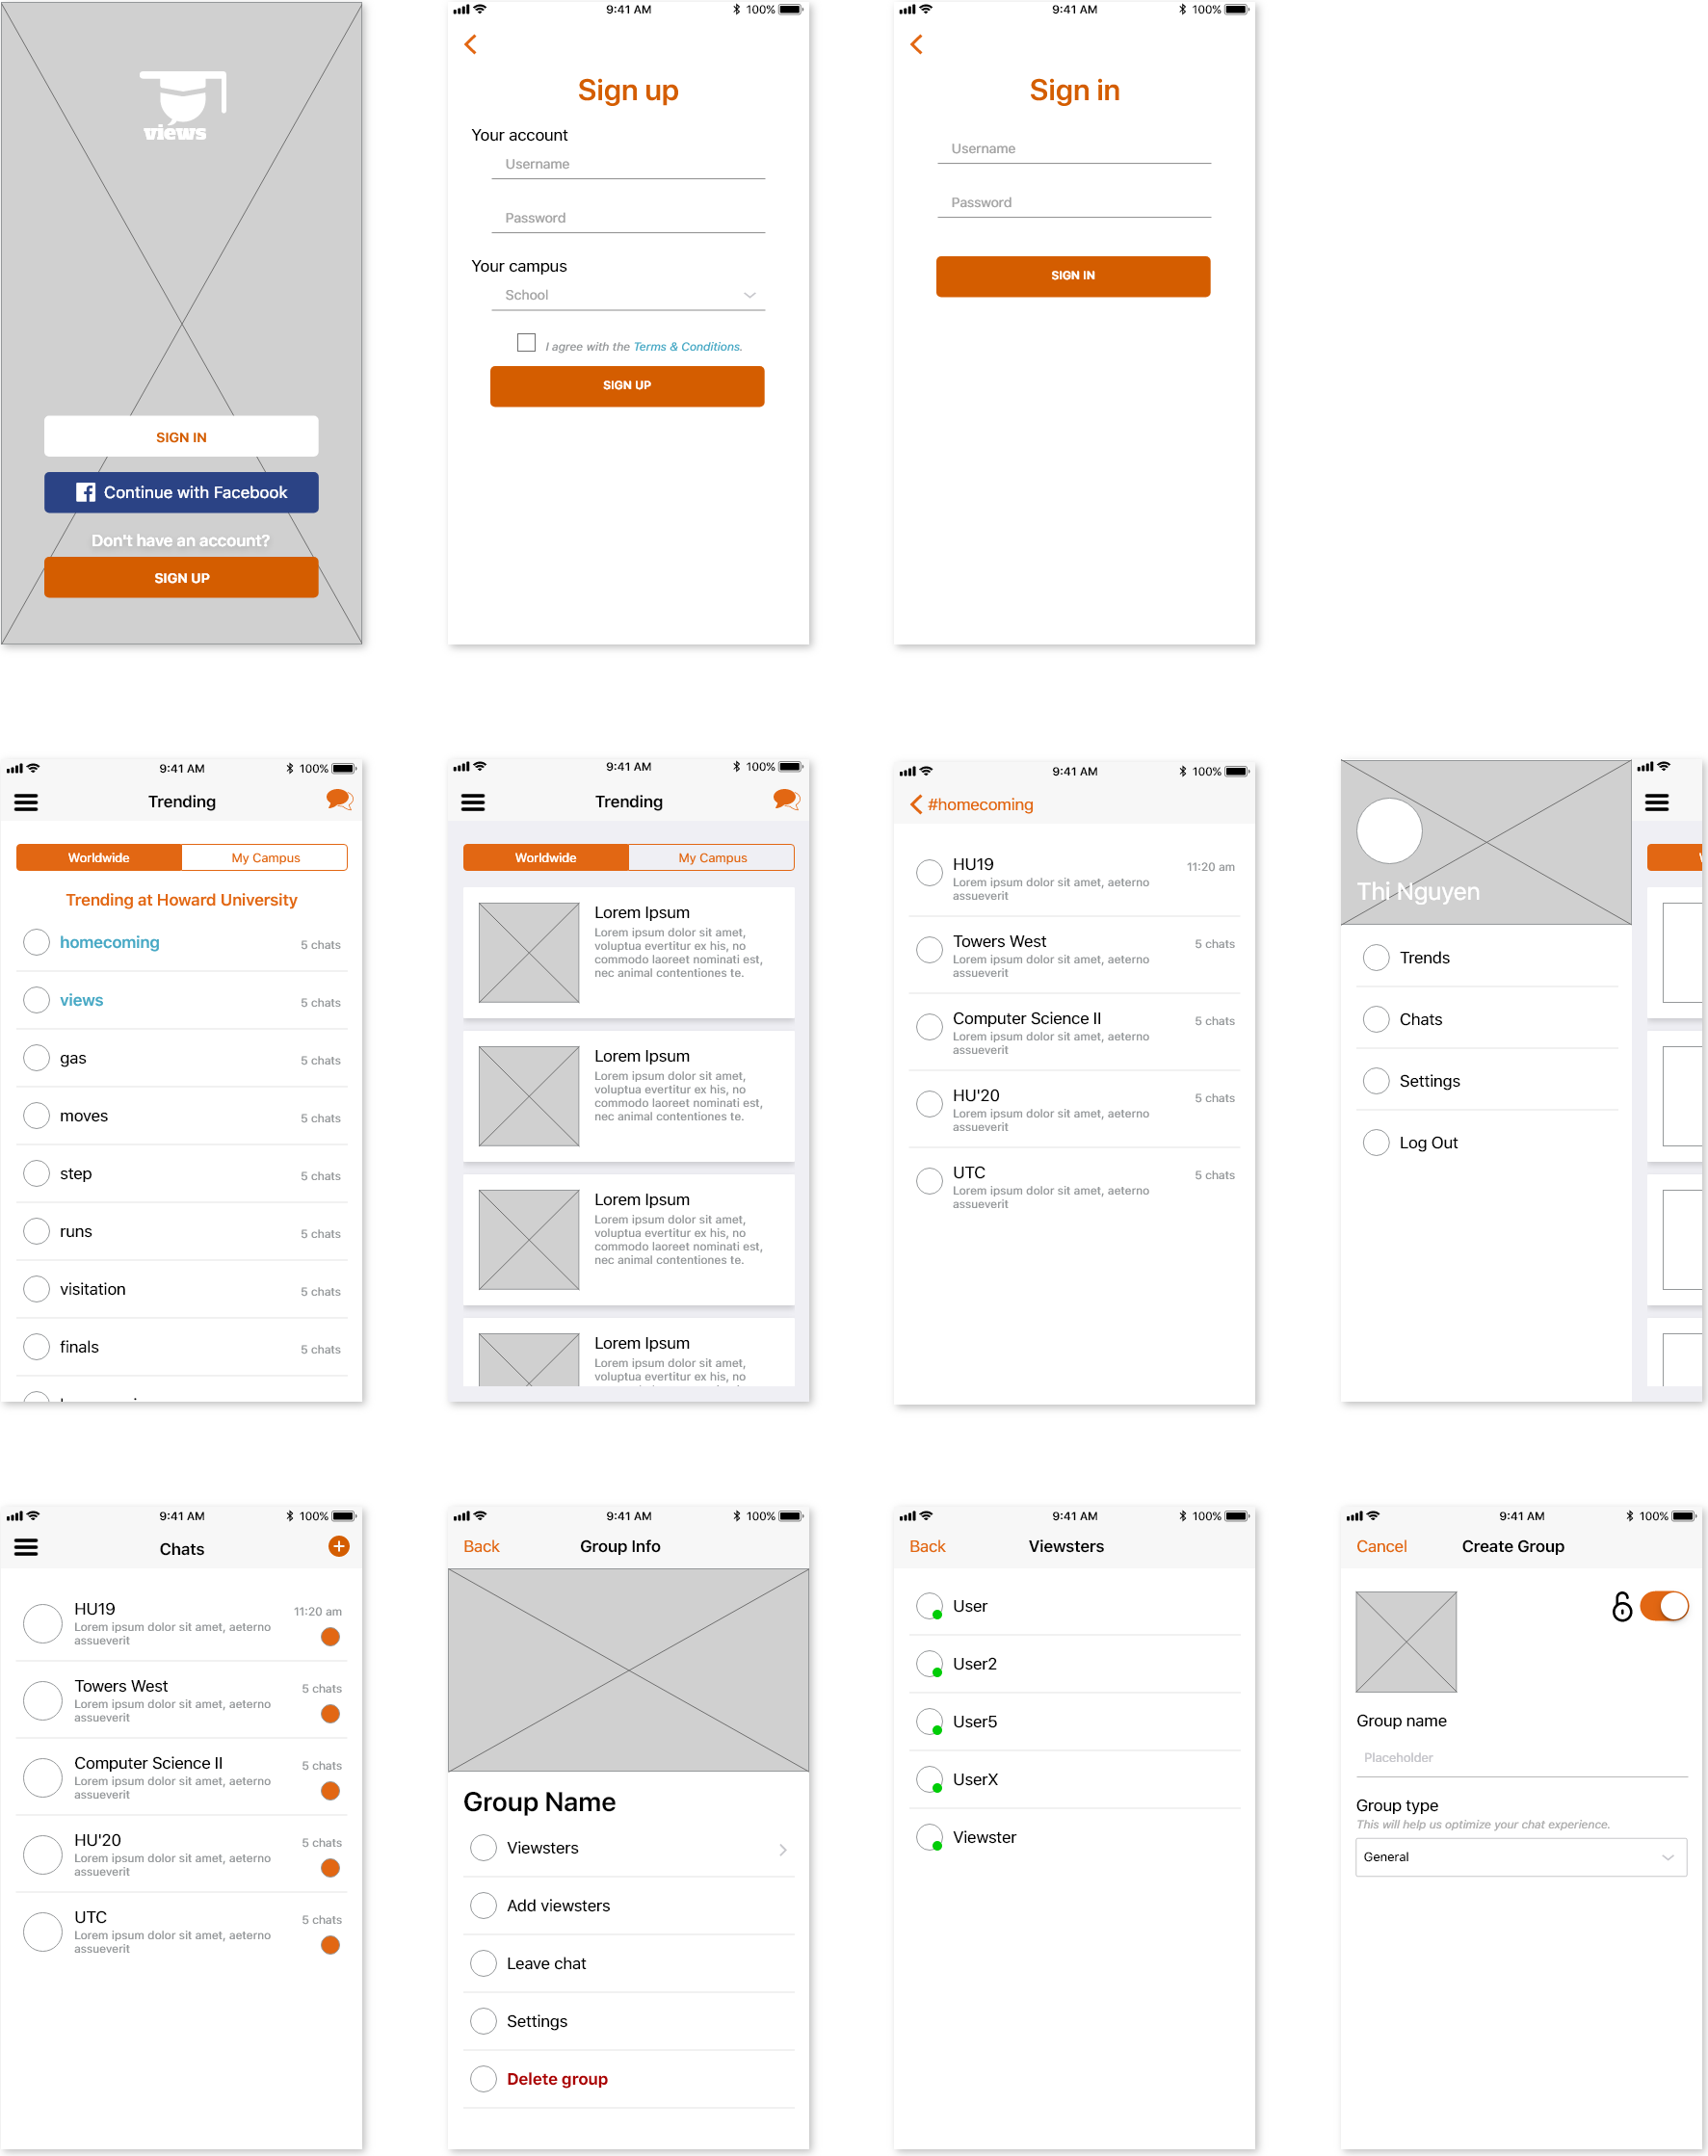 views
SIGN IN
Continue with Facebook
Don't have an account?
SIGN UP
9:41 AM
100%
Sign up
Your account
Username
Password
Your campus
School
I agree with the Terms & Conditions.
SIGN UP
9:41 AM
100%
Sign in
Username
Password
SIGN IN
9:41 AM
100%
Trending
Worldwide
My Campus
Trending at Howard University
homecoming
5 chats
views
5 chats
gas
5 chats
moves
5 chats
step
5 chats
runs
5 chats
visitation
5 chats
finals
5 chats
9:41 AM
100%
Trending
Worldwide
My Campus
Lorem Ipsum
Lorem ipsum dolor sit amet,
voluptua evertitur ex his, no
commodo laoreet nominati est,
nec animal contentiones te.
Lorem Ipsum
Lorem ipsum dolor sit amet,
voluptua evertitur ex his, no
commodo laoreet nominati est,
nec animal contentiones te.
Lorem Ipsum
Lorem ipsum dolor sit amet,
voluptua evertitur ex his, no
commodo laoreet nominati est,
nec animal contentiones te.
Lorem Ipsum
Lorem ipsum dolor sit amet,
voluptua evertitur ex his, no
9:41 AM
100%
#homecoming
HU19
11:20 am
Lorem ipsum dolor sit amet, aeterno
assueverit
Towers West
5 chats
Lorem ipsum dolor sit amet, aeterno
assueverit
Computer Science II
5 chats
Lorem ipsum dolor sit amet, aeterno
assueverit
HU'20
5 chats
Lorem ipsum dolor sit amet, aeterno
assueverit
UTC
5 chats
Lorem ipsum dolor sit amet, aeterno
assueverit
Thi Nguyen
Trends
Chats
Settings
Log Out
9:41 AM
100%
Chats
HU19
11:20 am
Lorem ipsum dolor sit amet, aeterno
assueverit
Towers West
5 chats
Lorem ipsum dolor sit amet, aeterno
assueverit
Computer Science II
5 chats
Lorem ipsum dolor sit amet, aeterno
assueverit
HU'20
5 chats
Lorem ipsum dolor sit amet, aeterno
assueverit
UTC
5 chats
Lorem ipsum dolor sit amet, aeterno
assueverit
9:41 AM
100%
Back
Group Info
Group Name
Viewsters
Add viewsters
Leave chat
Settings
Delete group
9:41 AM
100%
Back
Viewsters
User
User2
User5
UserX
Viewster
9:41 AM
100%
Cancel
Create Group
Group name
Placeholder
Group type
This will help us optimize your chat experience.
General